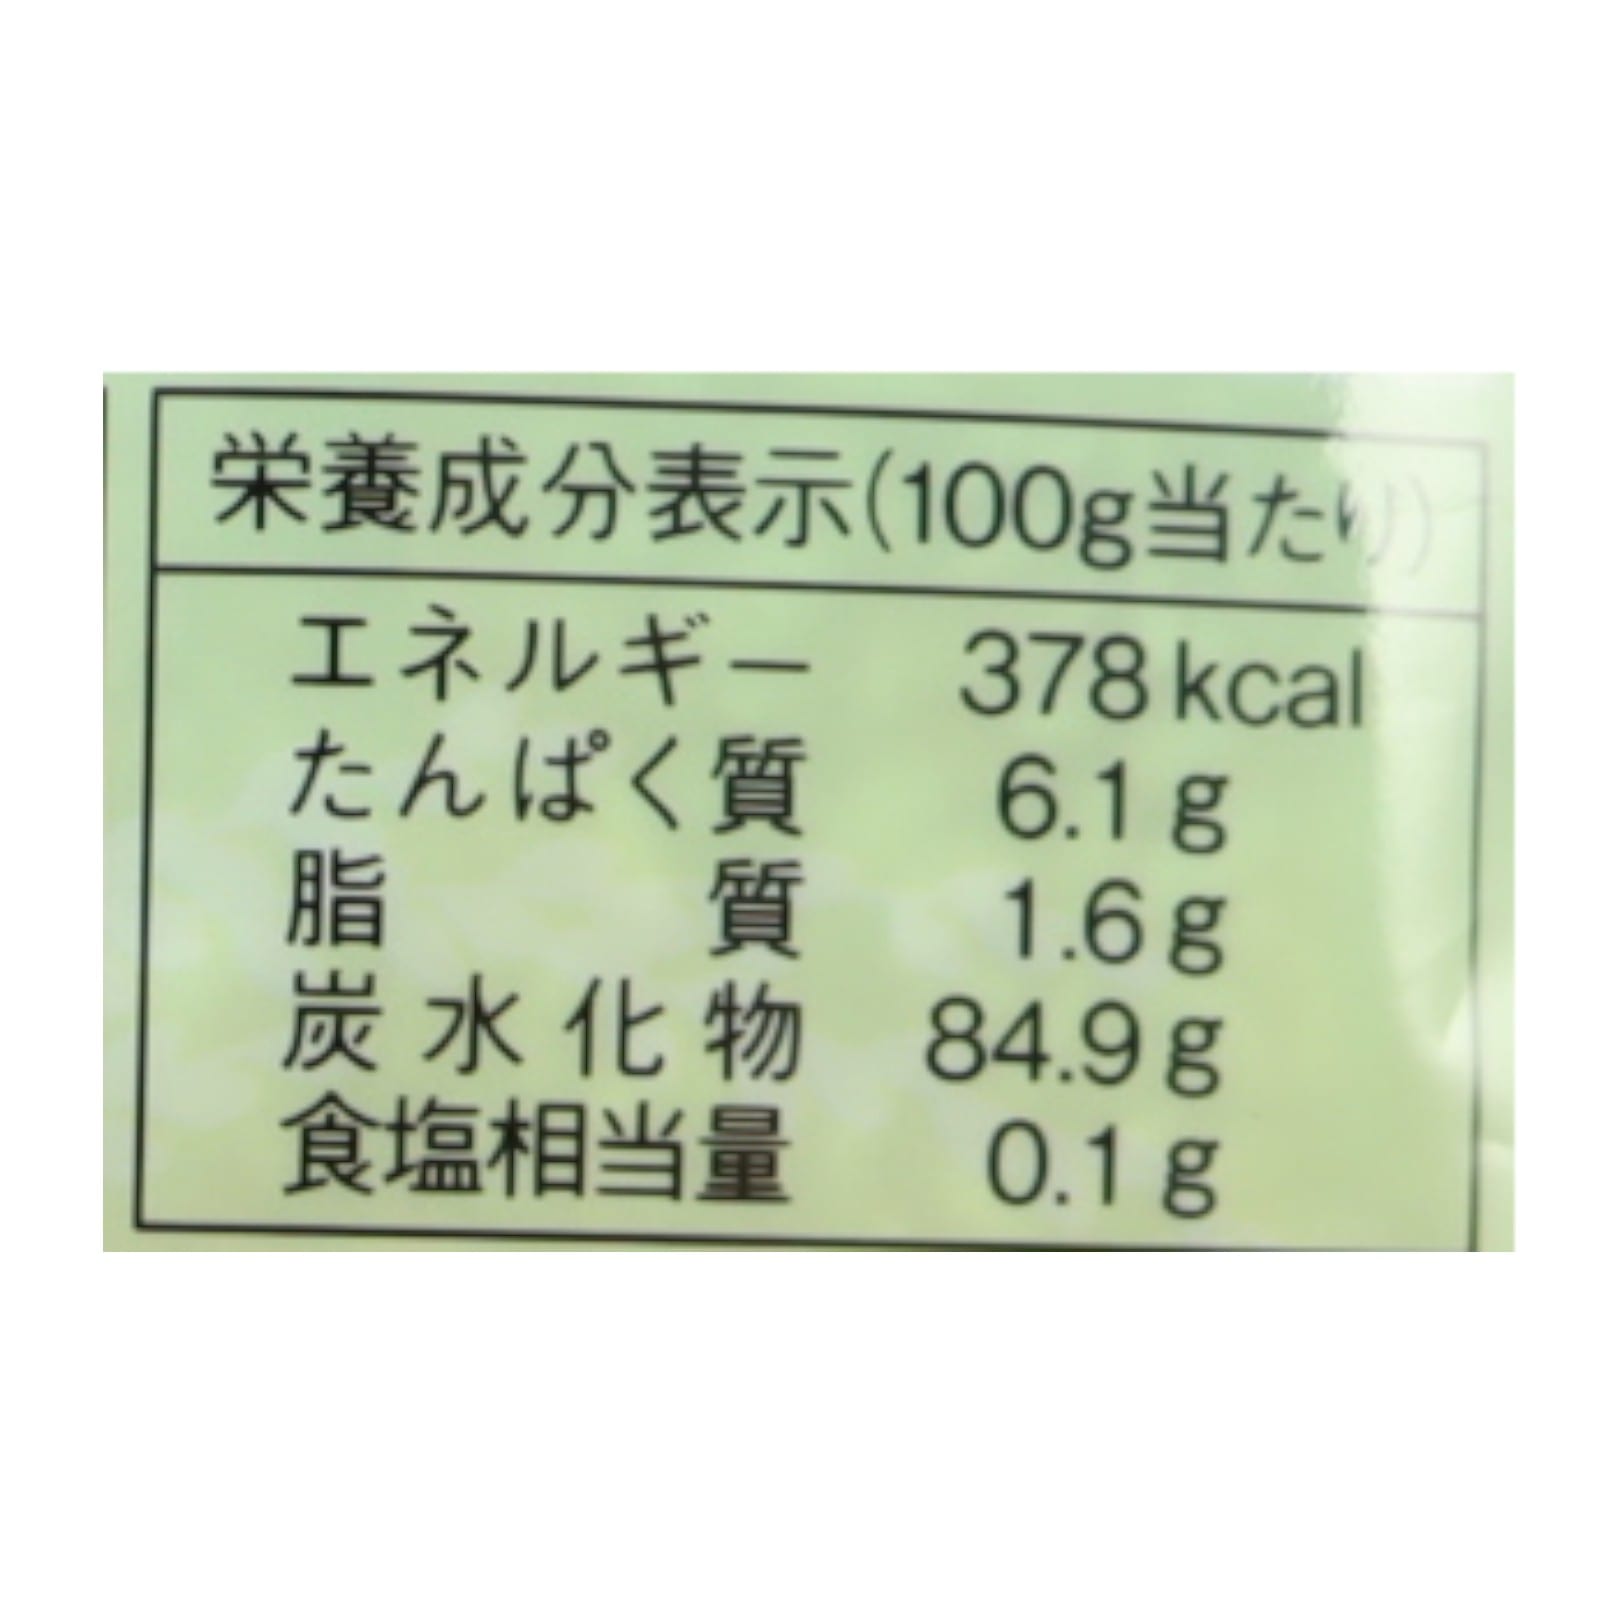 栄養成分表示(100g当たり)
エネルギー 378kcal
たんぱく質 6.1g
脂質 1.6g
炭水化物 84.9g
食塩相当量 0.1g